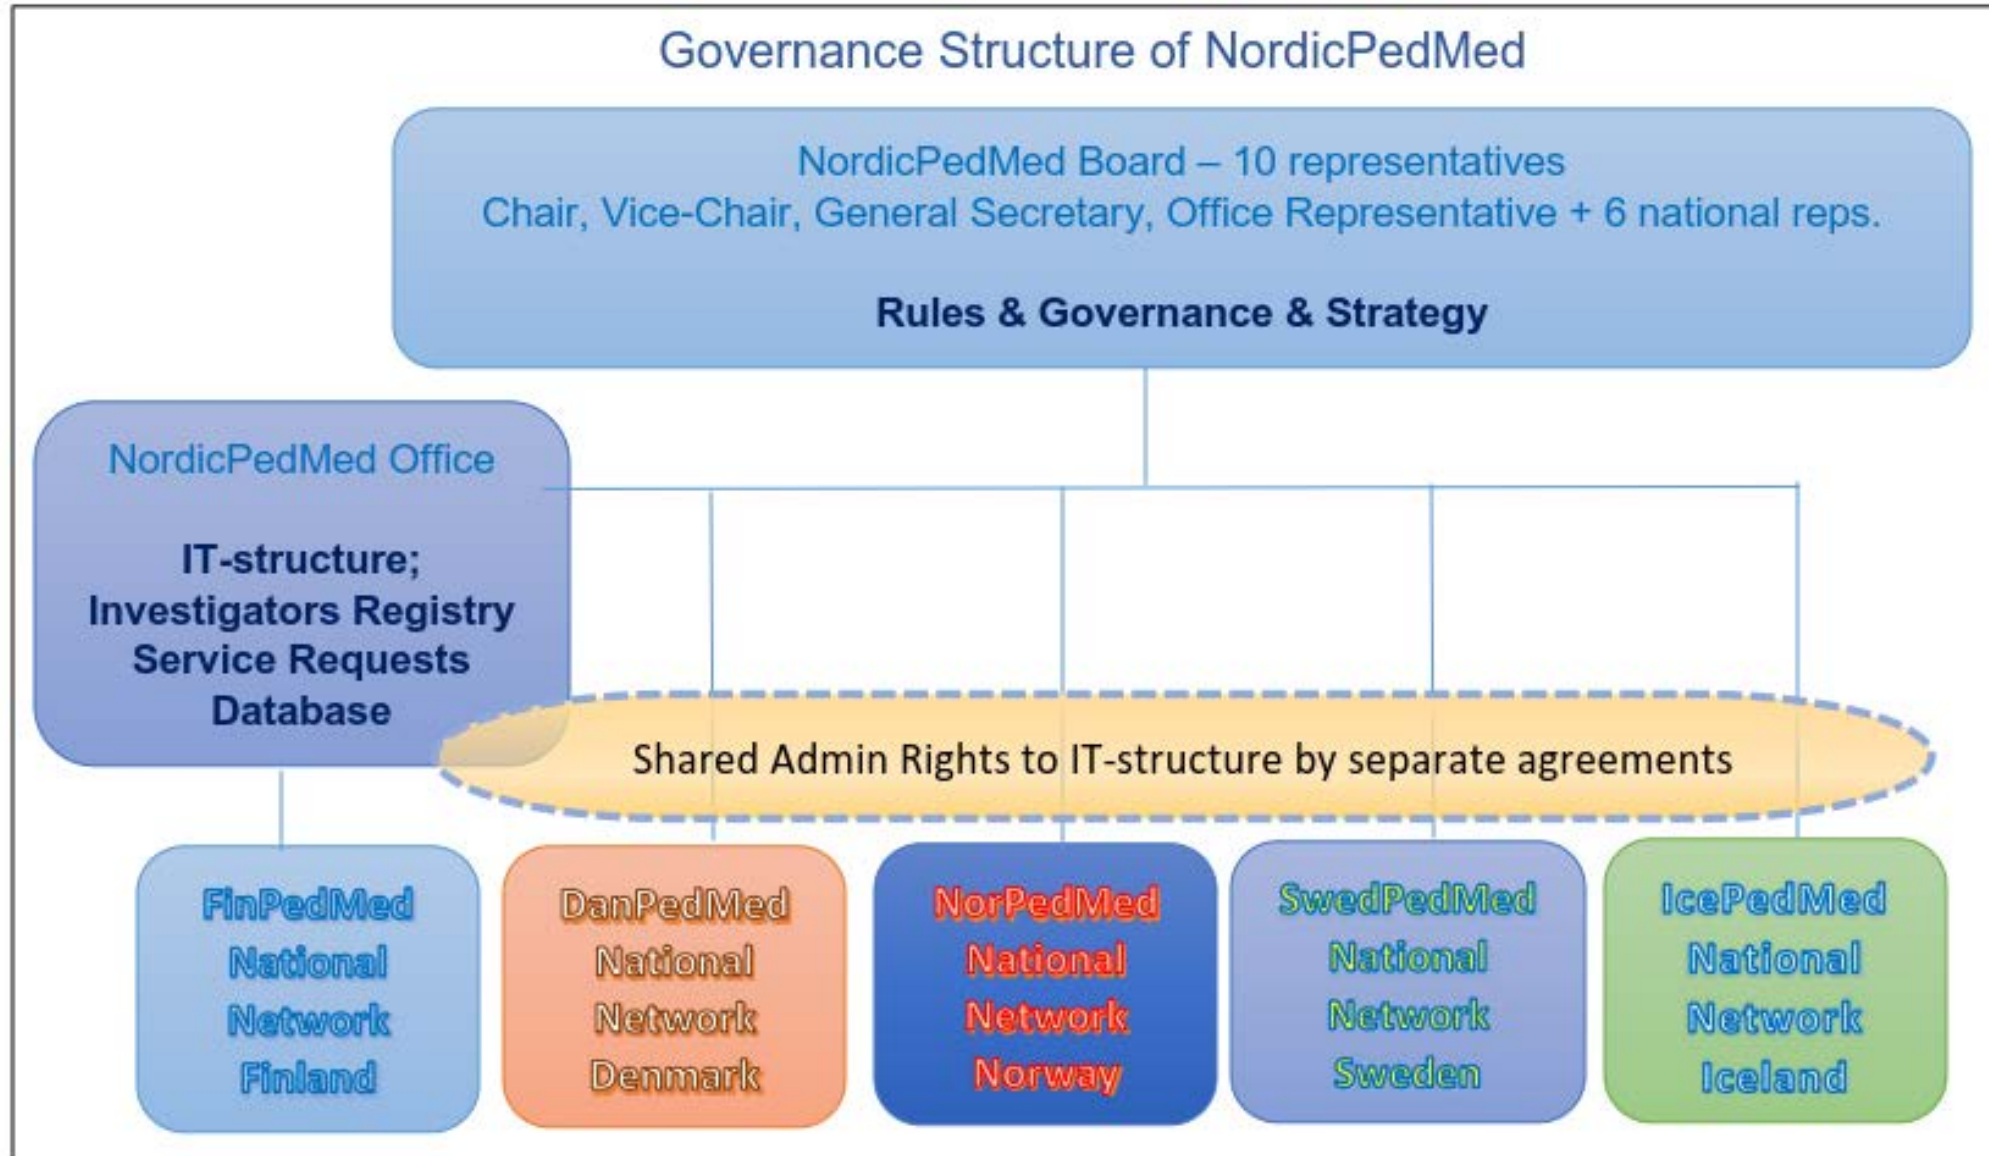 Governance Structure of NordicPedMed
NordicPedMed Board – 10 representatives
Chair, Vice-Chair, General Secretary, Office Representative + 6 national reps.
Rules & Governance & Strategy
NordicPedMed Office
IT-structure;
Investigators Registry
Service Requests
Database
Shared Admin Rights to IT-structure by separate agreements
FinPedMed
National
Network
Finland
DanPedMed
National
Network
Denmark
NorPedMed
National
Network
Norway
SwedPedMed
National
Network
Sweden
IcePedMed
National
Network
Iceland